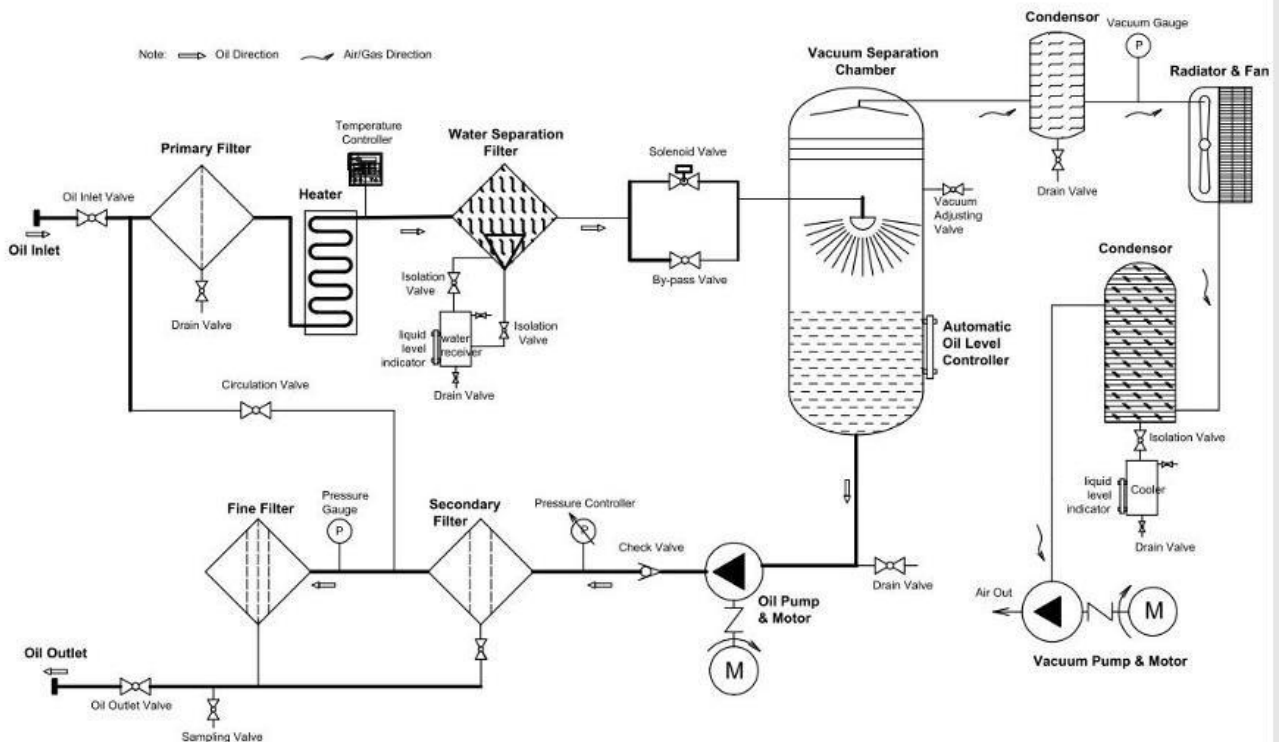 Note:
Oil Direction
Air/Gas Direction
Condensor
Vacuum Gauge
P
Radiator & Fan
Vacuum Separation
Chamber
Temperature
Controller
Water Separation
Filter
Primary Filter
Heater
Solenoid Valve
Oil Inlet Valve
Oil Inlet
Drain Valve
Drain Valve
Vacuum
Adjusting
Valve
By-pass Valve
Isolation
Valve
Isolation
Valve
liquid
level
indicator
water
receiver
Drain Valve
Condensor
Automatic
Oil Level
Controller
Circulation Valve
Isolation Valve
liquid
level
indicator
Cooler
Drain Valve
Fine Filter
Pressure
Gauge
P
Secondary
Filter
Pressure Controller
P
Check Valve
Drain Valve
Oil Pump
& Motor
M
Air Out
M
Vacuum Pump & Motor
Oil Outlet
Oil Outlet Valve
Sampling Valve